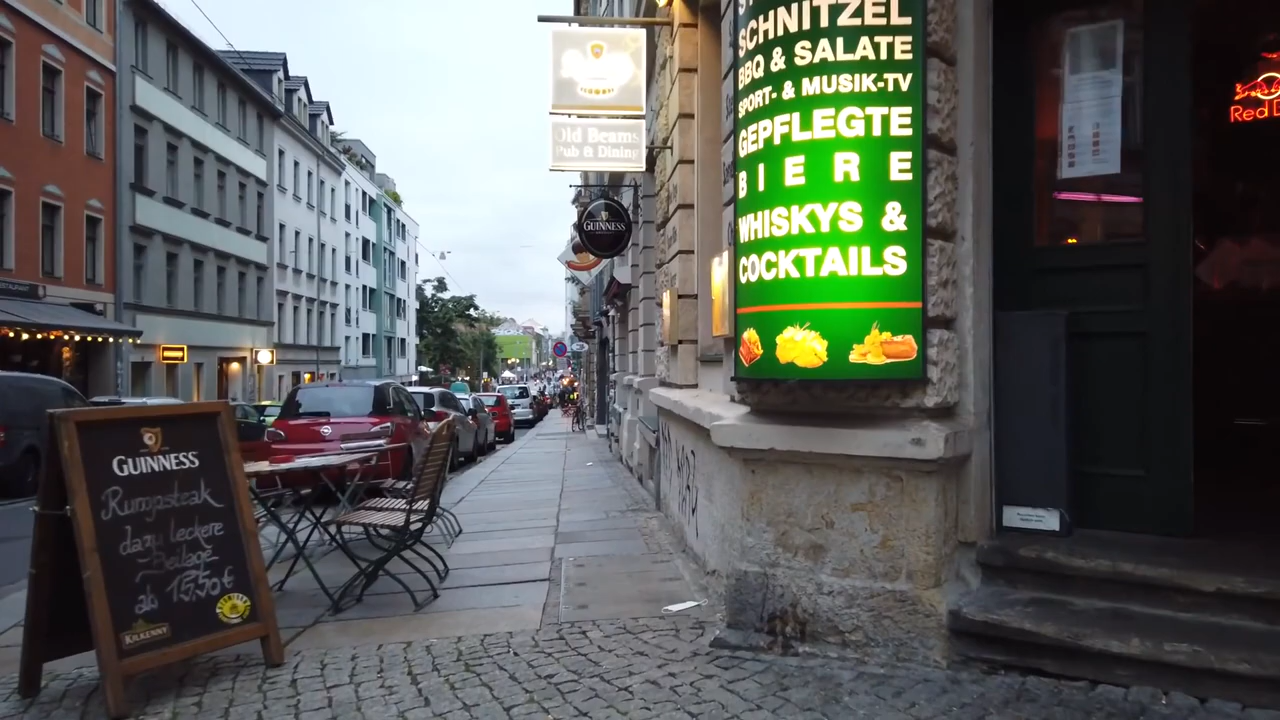 SCHNITZEL
BBQ & SALATE
SPORT- & MUSIK-TV
GEPFLEGTE
BIERE
WHISKYS &
COCKTAILS
Old Beams
Pub & Dining
GUINNESS
GUINNESS
Rumpsteak
dazu leckere
Beilage
ab 15,50 €
KILKENNY
Red